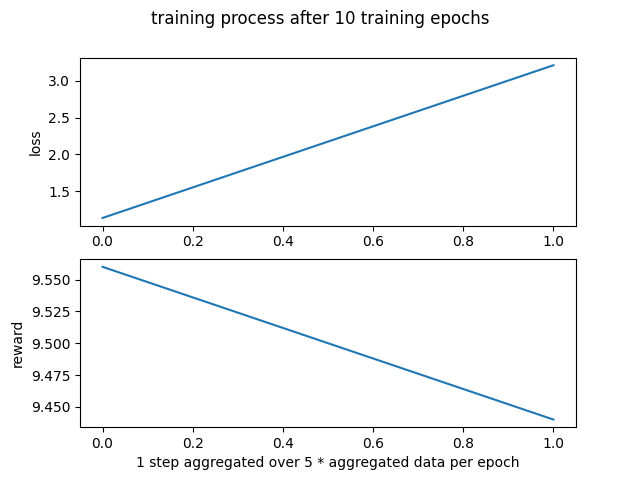 training process after 10 training epochs
3.0
2.5
2.0
1.5
loss
0.0 0.2 0.4 0.6 0.8 1.0
9.550
9.525
9.500
9.475
9.450
reward
0.0 0.2 0.4 0.6 0.8 1.0
1 step aggregated over 5 * aggregated data per epoch